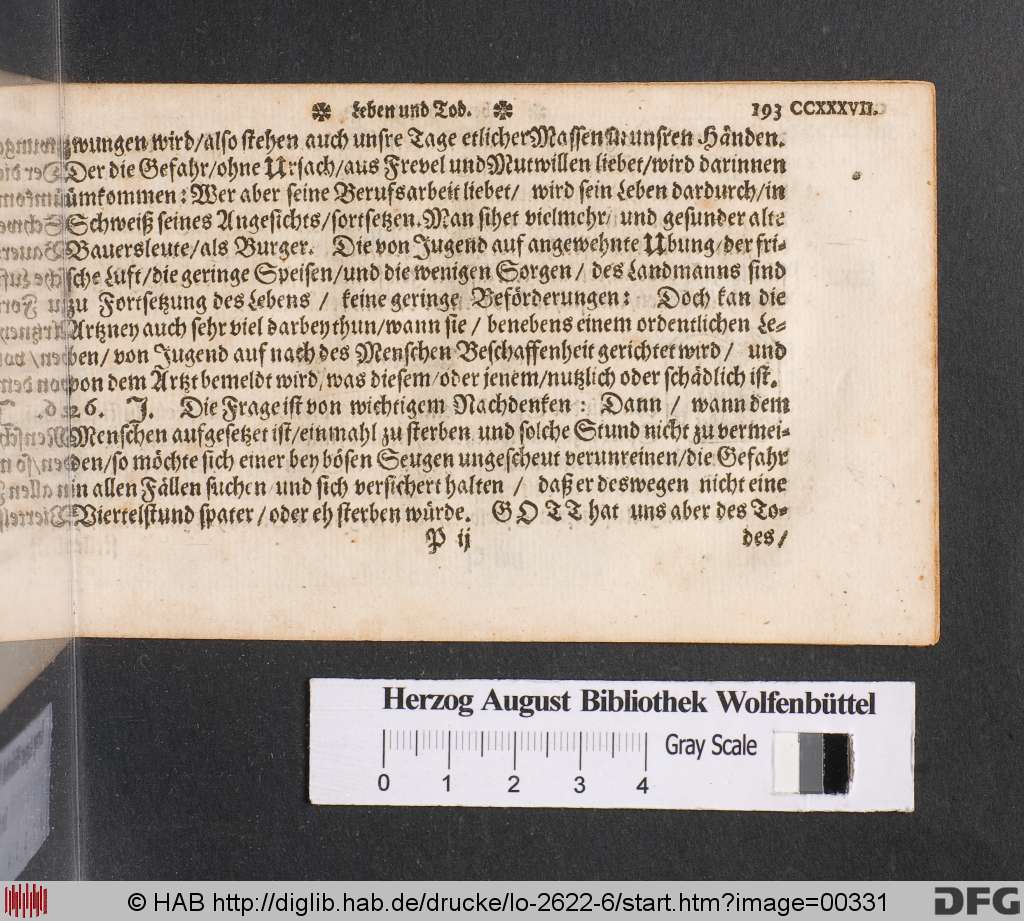 ✽ Leben und Tod. ✽ 193 CCXXXVII.
zwungen wird/also stehen auch unsre Tage etlicher Massen in unsren Händen.
Der die Gefahr/ohne Ursach/aus Frevel und Mutwillen liebet/wird darinnen
ümkommen: Wer aber seine Berufsarbeit liebet/ wird sein Leben dardurch/in
Schweiß seines Angesichts/fortsetzen. Man sihet vielmehr/ und gesunder alte
Bauersleute/als Burger. Die von Jugend auf angewehnte Übung/der fri-
sche Luft/die geringe Speisen/und die wenigen Sorgen/ des Landmanns sind
zu Fortsetzung des Lebens / keine geringe Beförderungen: Doch kan die
Artzney auch sehr viel darbey thun/wann sie / benebens einem ordentlichen Le-
ben/ von Jugend auf nach des Menschen Beschaffenheit gerichtet wird/ und
von dem Artzt bemeldt wird, was diesem/oder jenem/nutzlich oder schädlich ist.
26. J. Die Frage ist von wichtigem Nachdenken: Dann / wann dem
Menschen aufgesetzet ist/einmahl zu sterben und solche Stund nicht zu vermei-
den/so möchte sich einer bey bösen Seugen ungescheut verunreinen/die Gefahr
in allen Fällen suchen/und sich versichert halten / daß er deswegen nicht eine
Viertelstund spater/oder eh sterben würde. GOTT hat uns aber des To-
P ij des/
Herzog August Bibliothek Wolfenbüttel
Gray Scale
0 1 2 3 4
© HAB http://diglib.hab.de/drucke/lo-2622-6/start.htm?image=00331
DFG